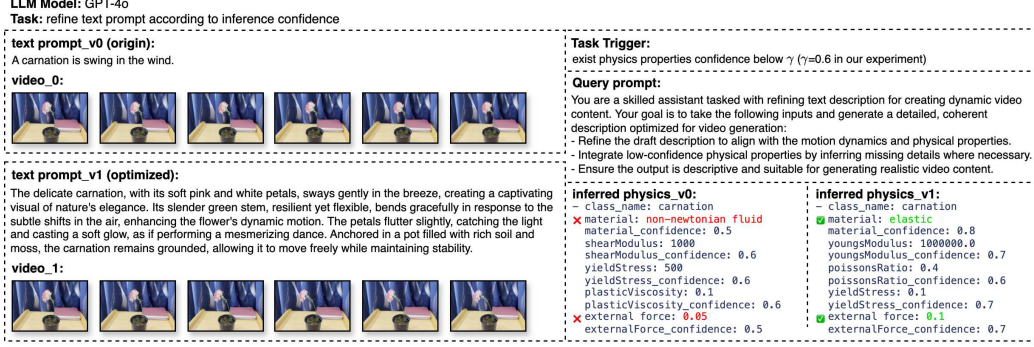 LLM Model: GPT-4o
Task: refine text prompt according to inference confidence
text prompt_v0 (origin):
A carnation is swing in the wind.
video_0:
text prompt_v1 (optimized):
The delicate carnation, with its soft pink and white petals, sways gently in the breeze, creating a captivating
visual of nature's elegance. Its slender green stem, resilient yet flexible, bends gracefully in response to the
subtle shifts in the air, enhancing the flower's dynamic motion. The petals flutter slightly, catching the light
and casting a soft glow, as if performing a mesmerizing dance. Anchored in a pot filled with rich soil and
moss, the carnation remains grounded, allowing it to move freely while maintaining stability.
video_1:
Task Trigger:
exist physics properties confidence below γ (γ=0.6 in our experiment)
Query prompt:
You are a skilled assistant tasked with refining text description for creating dynamic video
content. Your goal is to take the following inputs and generate a detailed, coherent
description optimized for video generation:
- Refine the draft description to align with the motion dynamics and physical properties.
- Integrate low-confidence physical properties by inferring missing details where necessary.
- Ensure the output is descriptive and suitable for generating realistic video content.
inferred physics_v0:
– class_name: carnation
material: non-newtonian fluid
material_confidence: 0.5
shearModulus: 1000
shearModulus_confidence: 0.6
yieldStress: 500
yieldStress_confidence: 0.6
plasticViscosity: 0.1
plasticViscosity_confidence: 0.6
external force: 0.05
externalForce_confidence: 0.5
inferred physics_v1:
– class_name: carnation
material: elastic
material_confidence: 0.8
youngsModulus: 1000000.0
youngsModulus_confidence: 0.7
poissonsRatio: 0.4
poissonsRatio_confidence: 0.6
yieldStress: 0.1
yieldStress_confidence: 0.7
external force: 0.1
externalForce_confidence: 0.7